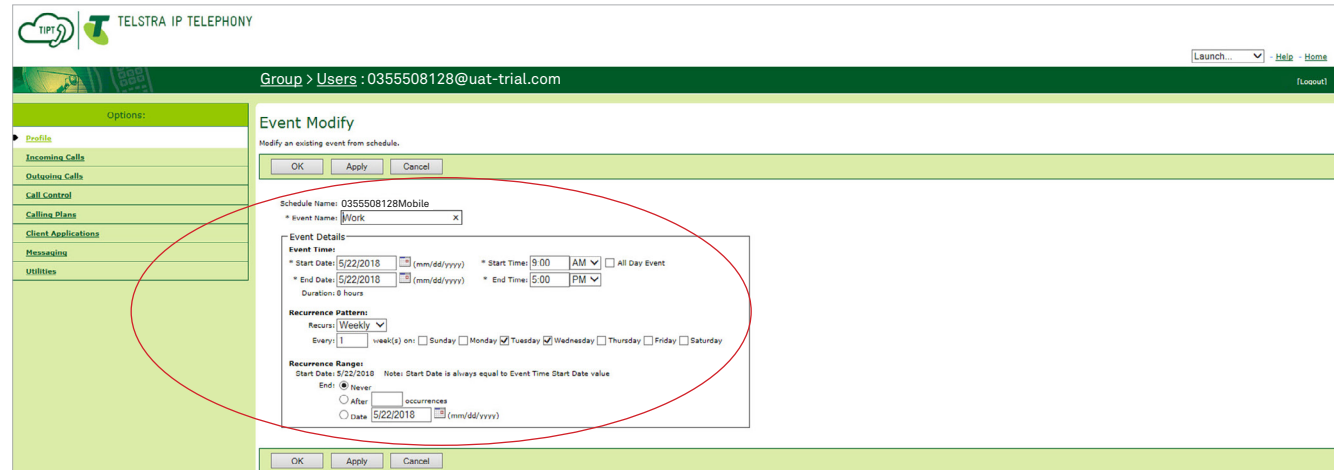 TIPT
TELSTRA IP TELEPHONY
Launch... - Help - Home
Group > Users : 0355508128@uat-trial.com
[Logout]
Options:
Profile
Incoming Calls
Outgoing Calls
Call Control
Calling Plans
Client Applications
Messaging
Utilities
Event Modify
Modify an existing event from schedule.
OK Apply Cancel
Schedule Name: 0355508128Mobile
* Event Name: Work ×
Event Details
Event Time:
* Start Date: 5/22/2018 (mm/dd/yyyy) * Start Time: 9:00 AM All Day Event
* End Date: 5/22/2018 (mm/dd/yyyy) * End Time: 5:00 PM
Duration: 8 hours
Recurrence Pattern:
Recurs: Weekly
Every: 1 week(s) on: Sunday Monday Tuesday Wednesday Thursday Friday Saturday
Recurrence Range:
Start Date: 5/22/2018 Note: Start Date is always equal to Event Time Start Date value
End: Never
After occurrences
Date 5/22/2018 (mm/dd/yyyy)
OK Apply Cancel